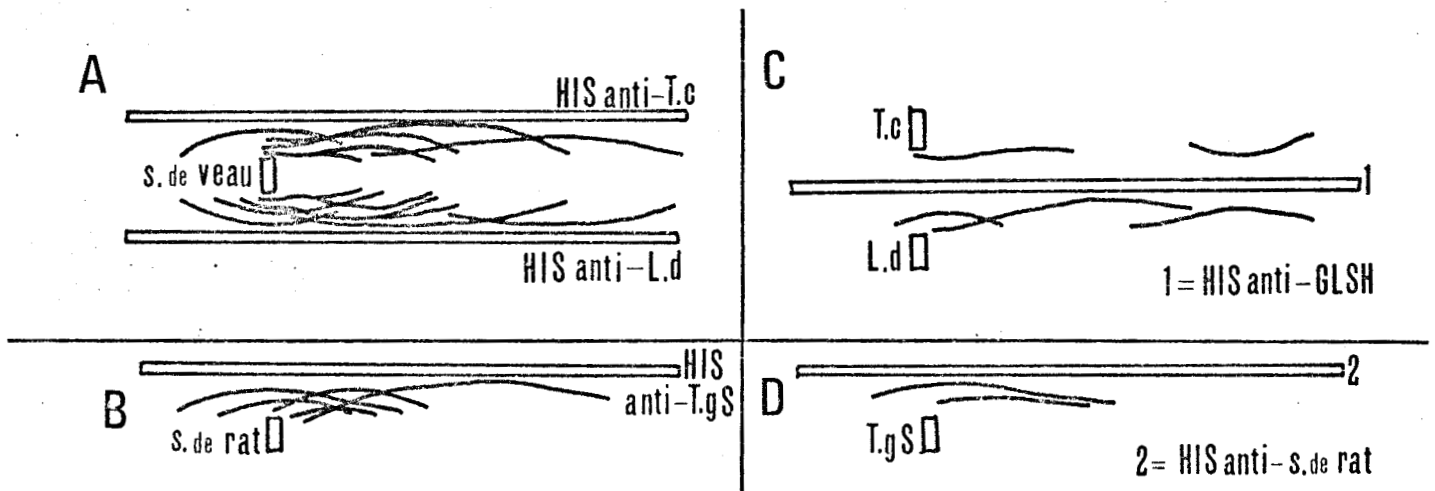 A
HIS anti-T.c
s. de veau
HIS anti-L.d
B
HIS
anti-T.gS
s. de rat
C
T.c
1
L.d
1 = HIS anti-GLSH
D
2
T.gS
2 = HIS anti-s. de rat